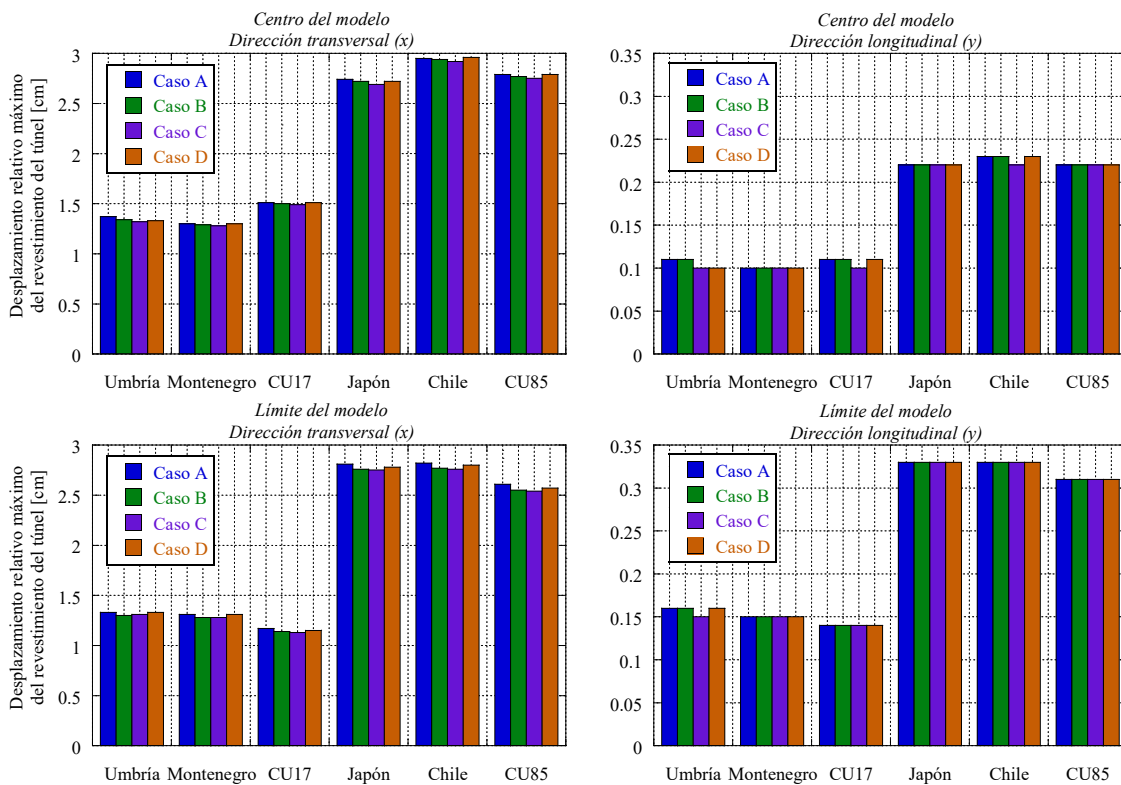 Centro del modelo
Dirección transversal (x)
Desplazamiento relativo máximo
del revestimiento del túnel [cm]
3
2.5
2
1.5
1
0.5
0
Caso A
Caso B
Caso C
Caso D
Umbría Montenegro CU17 Japón Chile CU85
Centro del modelo
Dirección longitudinal (y)
0.35
0.3
0.25
0.2
0.15
0.1
0.05
0
Caso A
Caso B
Caso C
Caso D
Umbría Montenegro CU17 Japón Chile CU85
Límite del modelo
Dirección transversal (x)
Desplazamiento relativo máximo
del revestimiento del túnel [cm]
3
2.5
2
1.5
1
0.5
0
Caso A
Caso B
Caso C
Caso D
Umbría Montenegro CU17 Japón Chile CU85
Límite del modelo
Dirección longitudinal (y)
0.35
0.3
0.25
0.2
0.15
0.1
0.05
0
Caso A
Caso B
Caso C
Caso D
Umbría Montenegro CU17 Japón Chile CU85